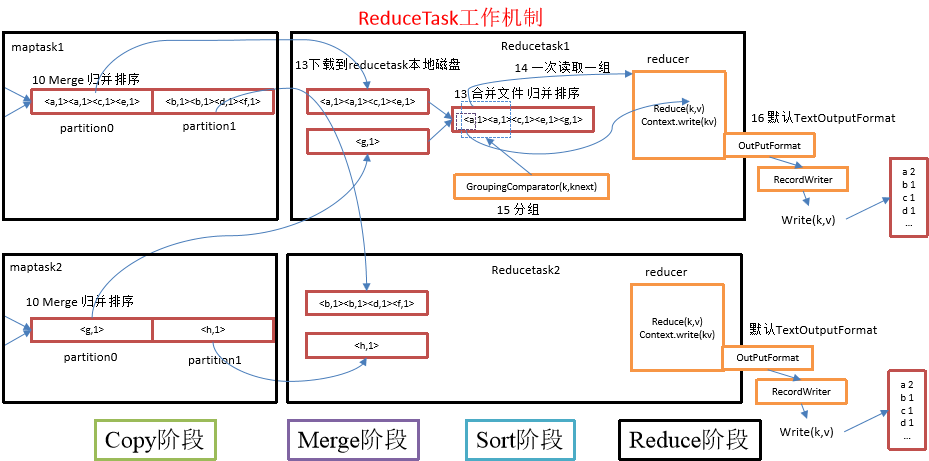 ReduceTask工作机制
maptask1
10 Merge 归并排序
<a,1><a,1><c,1><e,1>
<b,1><b,1><d,1><f,1>
partition0
partition1
Reducetask1
13下载到reducetask本地磁盘
<a,1><a,1><c,1><e,1>
<g,1>
14 一次读取一组
13 合并文件 归并排序
<a,1><a,1><c,1><e,1><g,1>
GroupingComparator(k,knext)
15 分组
reducer
Reduce(k,v)
Context.write(kv)
16 默认TextOutputFormat
OutPutFormat
RecordWriter
Write(k,v)
a 2
b 1
c 1
d 1
...
maptask2
10 Merge 归并排序
<g,1>
<h,1>
partition0
partition1
Reducetask2
<b,1><b,1><d,1><f,1>
<h,1>
reducer
Reduce(k,v)
Context.write(kv)
默认TextOutputFormat
OutPutFormat
RecordWriter
Write(k,v)
a 2
b 1
c 1
d 1
...
Copy阶段
Merge阶段
Sort阶段
Reduce阶段